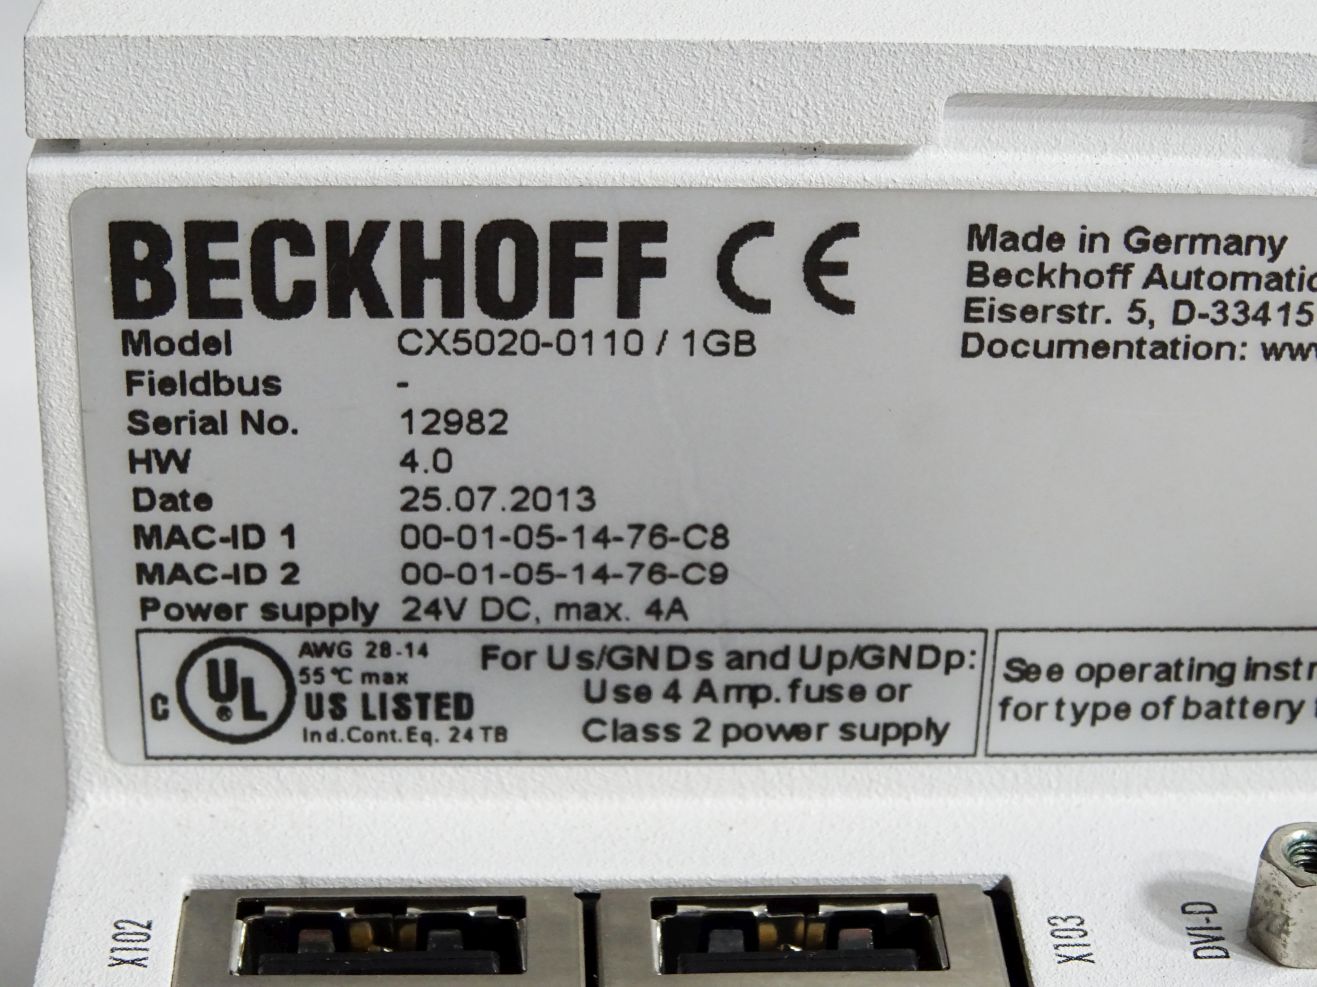 BECKHOFF CE
Made in Germany
Beckhoff
Eiserstr. 5, D-33415
Documentation:
Model CX5020-0110 / 1GB
Fieldbus -
Serial No. 12982
HW 4.0
Date 25.07.2013
MAC-ID 1 00-01-05-14-76-C8
MAC-ID 2 00-01-05-14-76-C9
Power supply 24V DC, max. 4A
C UL ®
AWG 28-14
55°C max
US LISTED
Ind.Cont.Eq. 24TB
For Us/GNDs and Up/GNDp:
Use 4 Amp. fuse or
Class 2 power supply
See operating
for type of battery
X102
X103
DVI-D